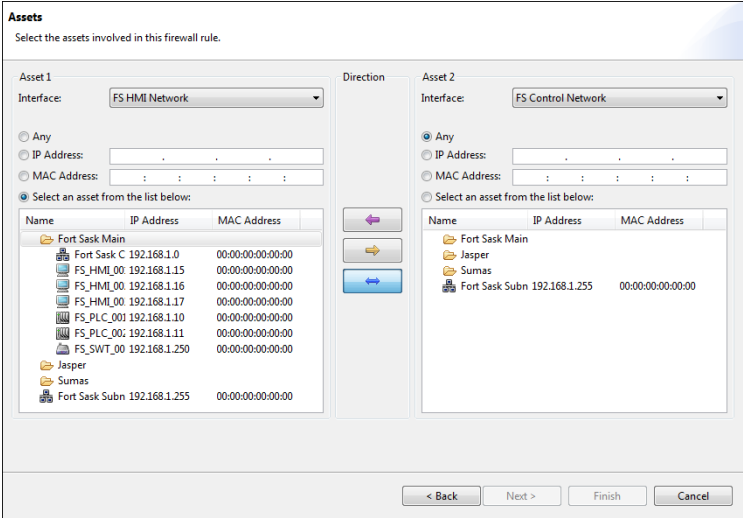 Assets
Select the assets involved in this firewall rule.
Asset 1
Interface: FS HMI Network
Any
IP Address: . . .
MAC Address: : : : : :
Select an asset from the list below:
Name IP Address MAC Address
Fort Sask Main
Fort Sask C 192.168.1.0 00:00:00:00:00:00
FS_HMI_00: 192.168.1.15 00:00:00:00:00:00
FS_HMI_00. 192.168.1.16 00:00:00:00:00:00
FS_HMI_00. 192.168.1.17 00:00:00:00:00:00
FS_PLC_001 192.168.1.10 00:00:00:00:00:00
FS_PLC_002 192.168.1.11 00:00:00:00:00:00
FS_SWT_00 192.168.1.250 00:00:00:00:00:00
Jasper
Sumas
Fort Sask Subn 192.168.1.255 00:00:00:00:00:00
Direction
Asset 2
Interface: FS Control Network
Any
IP Address: . . .
MAC Address: : : : : :
Select an asset from the list below:
Name IP Address MAC Address
Fort Sask Main
Jasper
Sumas
Fort Sask Subn 192.168.1.255 00:00:00:00:00:00
< Back Next > Finish Cancel